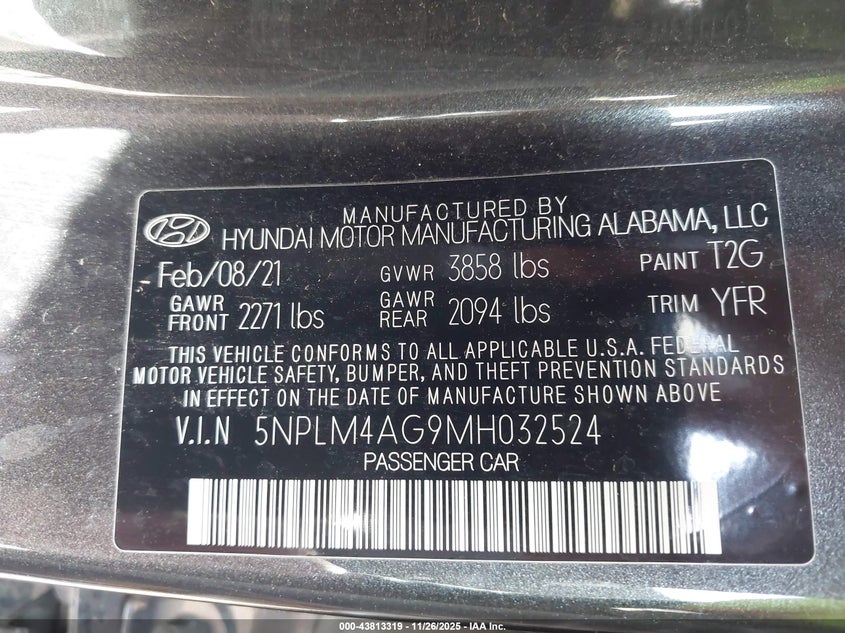 MANUFACTURED BY
HYUNDAI MOTOR MANUFACTURING ALABAMA, LLC
Feb/08/21 GVWR 3858 lbs PAINT T2G
GAWR FRONT 2271 lbs GAWR REAR 2094 lbs TRIM YFR
THIS VEHICLE CONFORMS TO ALL APPLICABLE U.S.A. FEDERAL
MOTOR VEHICLE SAFETY, BUMPER, AND THEFT PREVENTION STANDARDS
IN EFFECT ON THE DATE OF MANUFACTURE SHOWN ABOVE
V.I.N 5NPLM4AG9MH032524
PASSENGER CAR
000-43813319 - 11/26/2025 - IAA Inc.